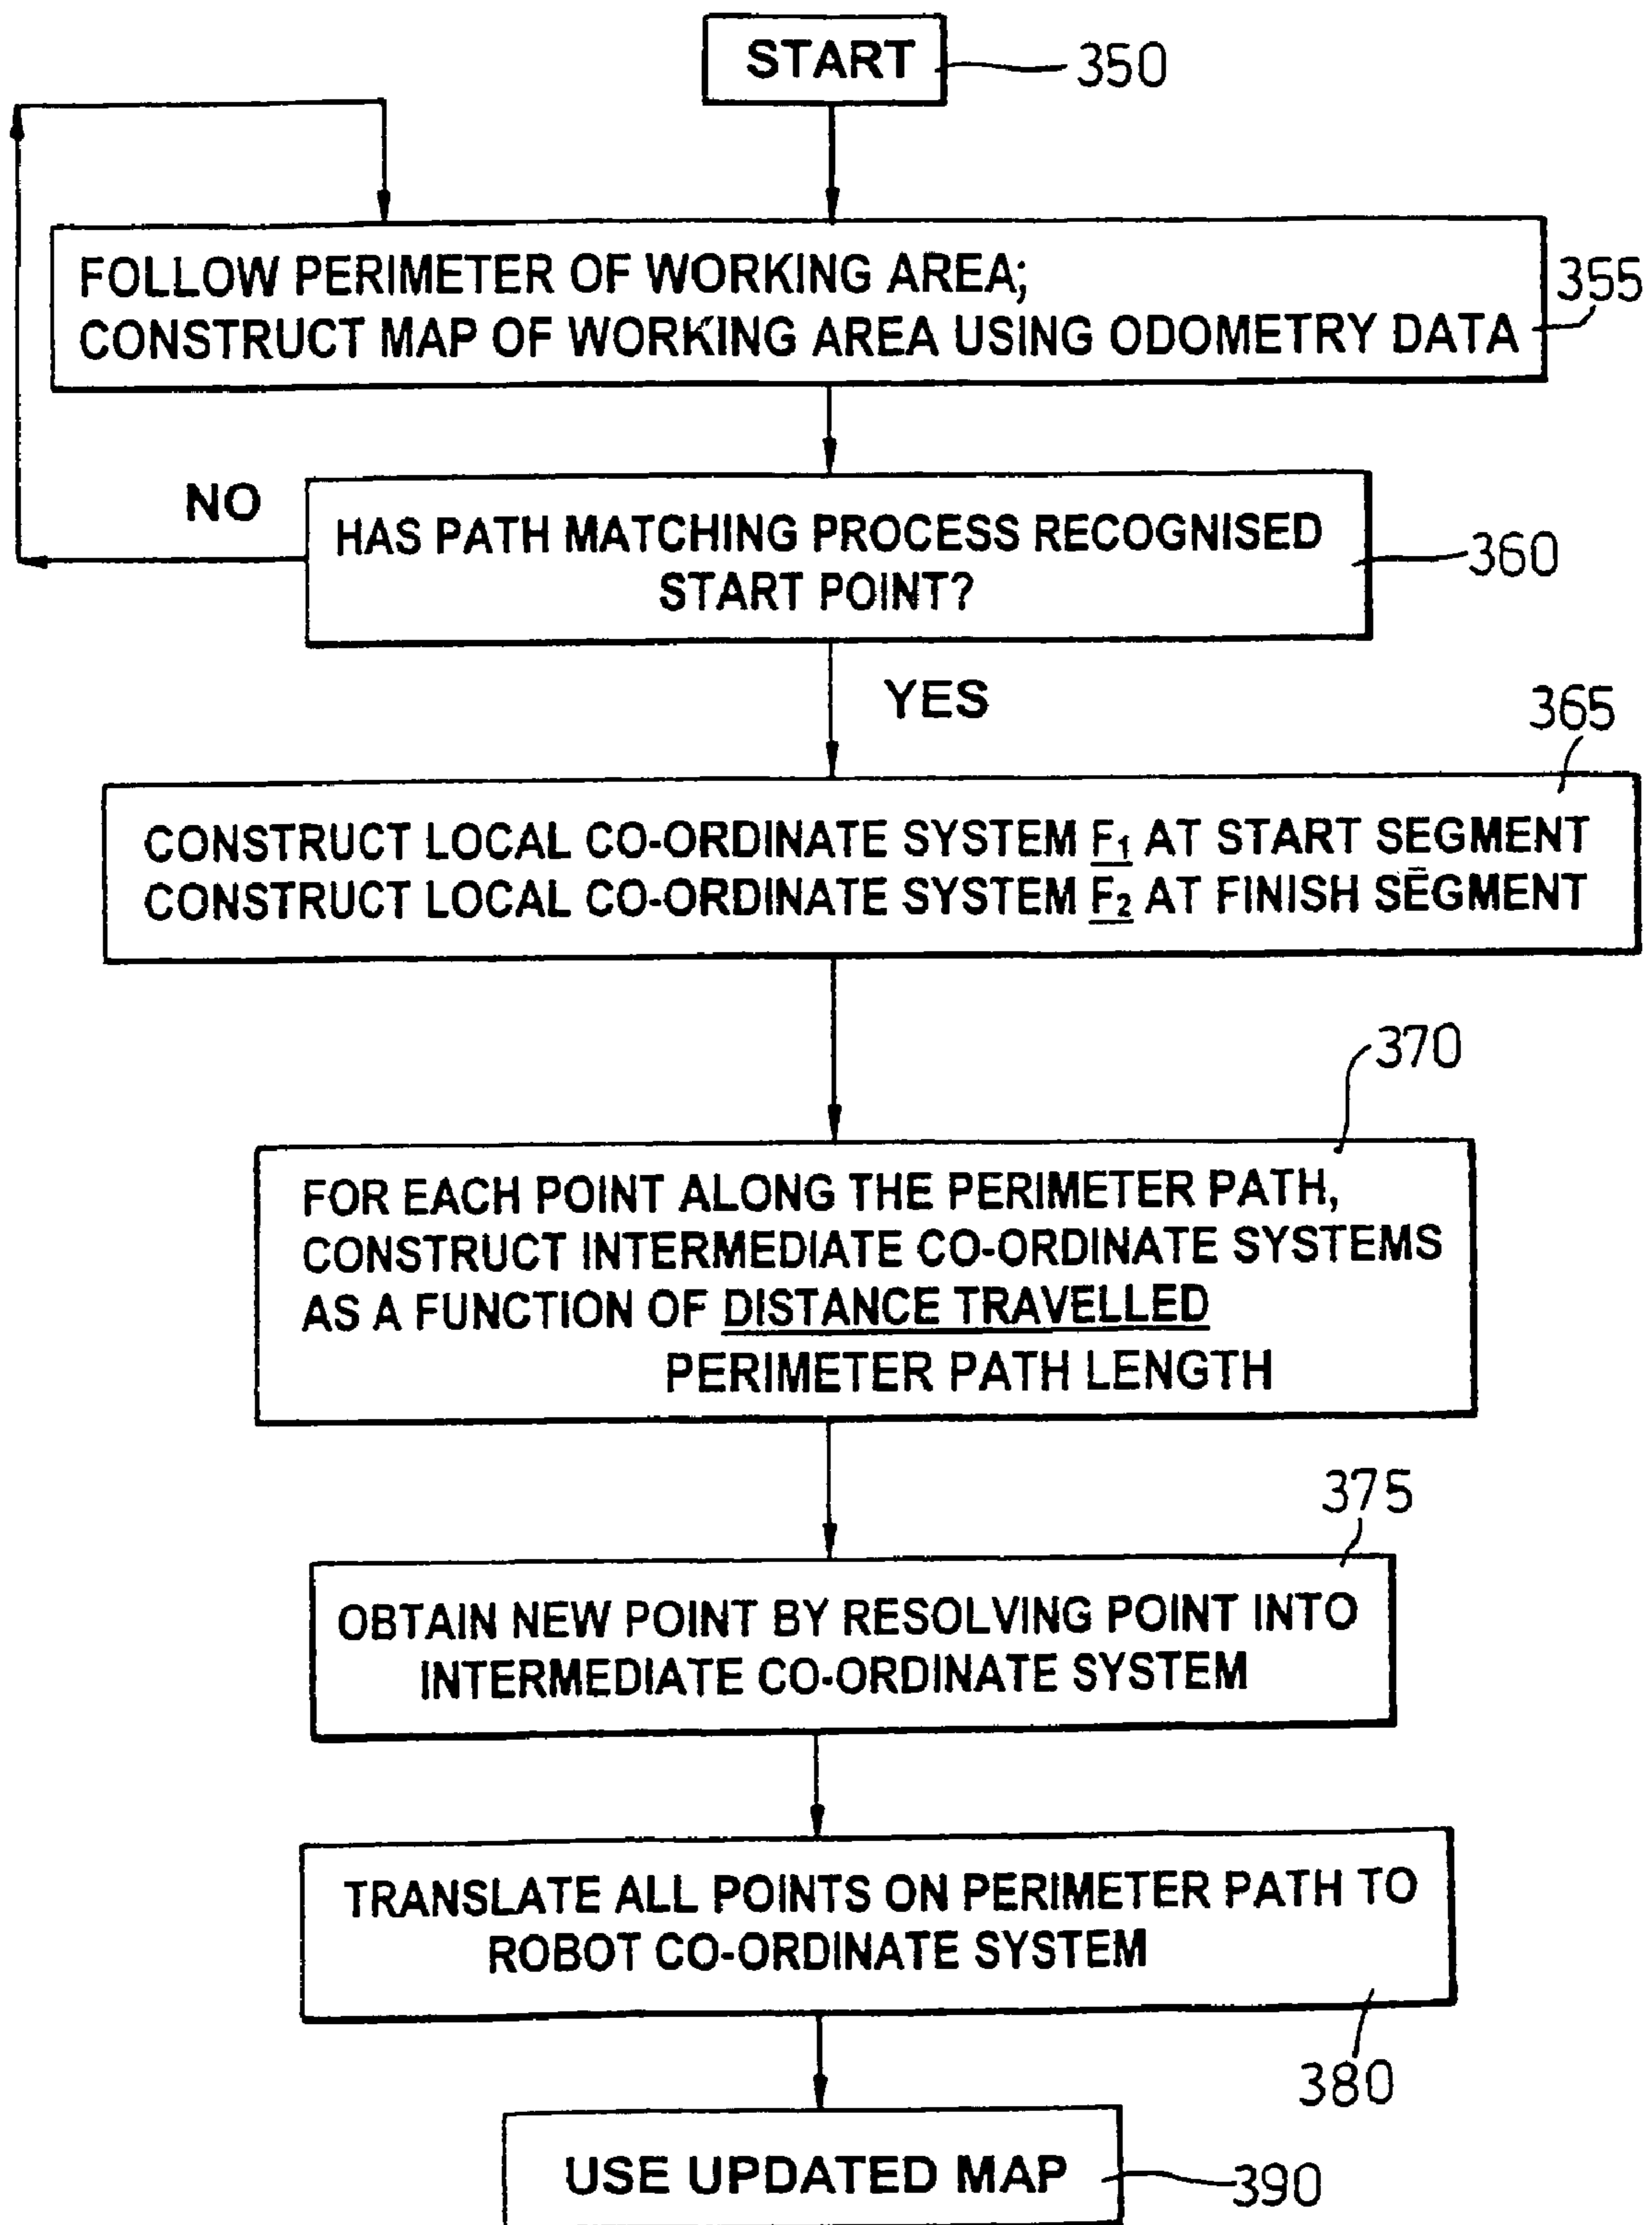 START
350
FOLLOW PERIMETER OF WORKING AREA;
CONSTRUCT MAP OF WORKING AREA USING ODOMETRY DATA
355
NO
HAS PATH MATCHING PROCESS RECOGNISED
START POINT?
360
YES
365
CONSTRUCT LOCAL CO-ORDINATE SYSTEM F₁ AT START SEGMENT
CONSTRUCT LOCAL CO-ORDINATE SYSTEM F₂ AT FINISH SEGMENT
370
FOR EACH POINT ALONG THE PERIMETER PATH,
CONSTRUCT INTERMEDIATE CO-ORDINATE SYSTEMS
AS A FUNCTION OF DISTANCE TRAVELLED
PERIMETER PATH LENGTH
375
OBTAIN NEW POINT BY RESOLVING POINT INTO
INTERMEDIATE CO-ORDINATE SYSTEM
TRANSLATE ALL POINTS ON PERIMETER PATH TO
ROBOT CO-ORDINATE SYSTEM
380
USE UPDATED MAP
390